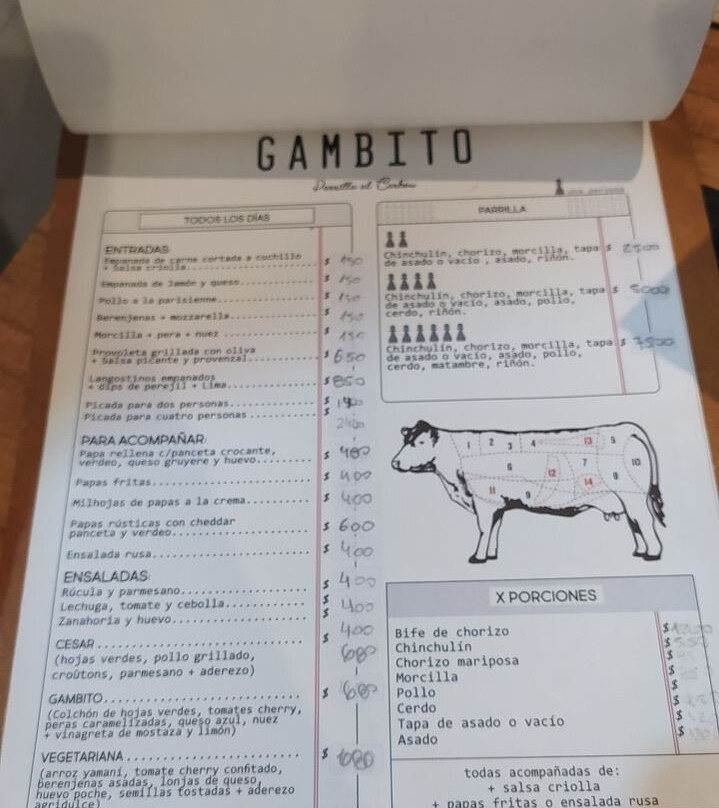 GAMBITO
Parrilla al Carbón
una persona
TODOS LOS DÍAS
ENTRADAS:
Empanada de carne cortada a cuchillo
+ Salsa criolla.......... $ 150
Empanada de Jamón y queso.......... $ 150
Pollo a la parisienne.......... $ 150
Berenjenas + mozzarella.......... $ 150
Morcilla + pera + nuez .......... $ 150
Provoleta grillada con oliva
+ Salsa picante y provenzal.......... $ 650
Langostinos empanados
+ dips de perejil + Lima.......... $ 850
Picada para dos personas.......... $
Picada para cuatro personas .......... $
PARA ACOMPAÑAR:
Papa rellena c/panceta crocante,
verdeo, queso gruyere y huevo.......... $ 400
Papas fritas.......... $ 400
Milhojas de papas a la crema.......... $ 400
Papas rústicas con cheddar
panceta y verdeo.......... $ 600
Ensalada rusa.......... $ 400
ENSALADAS:
Rúcula y parmesano.......... $ 400
Lechuga, tomate y cebolla.......... $ 400
Zanahoria y huevo.......... $ 400
CESAR.......... $ 680
(hojas verdes, pollo grillado,
croûtons, parmesano + aderezo)
GAMBITO.......... $ 680
(Colchón de hojas verdes, tomates cherry,
peras caramelizadas, queso azul, nuez
+ vinagreta de mostaza y limón)
VEGETARIANA.......... $
(arroz yamaní, tomate cherry confitado,
berenjenas asadas, lonjas de queso,
huevo poche, semillas tostadas + aderezo
agridulce)
PARRILLA
Chinchulín, chorizo, morcilla, tapa $ 2500
de asado o vacío , asado, riñón.
Chinchulín, chorizo, morcilla, tapa $ 5000
de asado o vacío, asado, pollo,
cerdo, riñón.
Chinchulín, chorizo, morcilla, tapa $ 7500
de asado o vacío, asado, pollo,
cerdo, matambre, riñón.
1 2 3 4 13 5
6 12 7 8 10
11 9 14
X PORCIONES
Bife de chorizo $
Chinchulín $
Chorizo mariposa $
Morcilla $
Pollo $
Cerdo $
Tapa de asado o vacío $
Asado $
todas acompañadas de:
+ salsa criolla
+ papas fritas o ensalada rusa